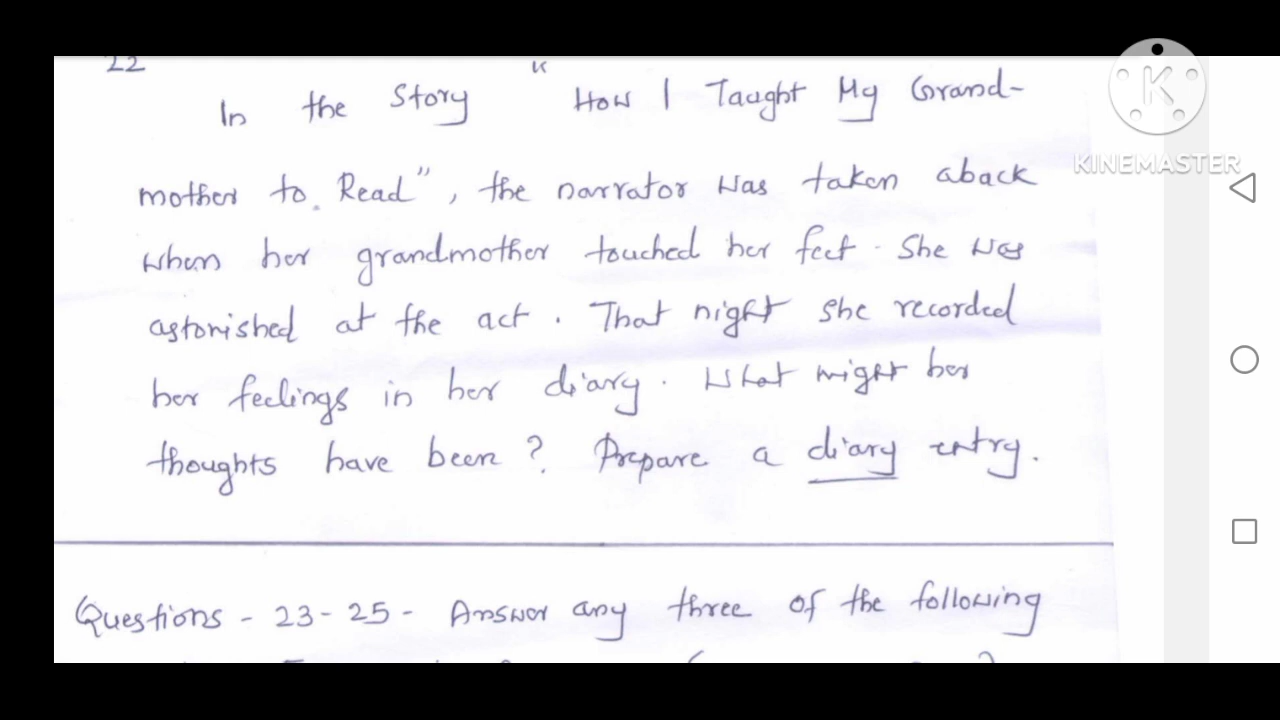 22
In the Story "How I Taught My Grand-
mother to Read", the narrator was taken aback
when her grandmother touched her feet. She was
astonished at the act. That night she recorded
her feelings in her diary. What might her
thoughts have been? Prepare a diary entry.
Questions - 23-25- Answer any three of the following
KINEMASTER